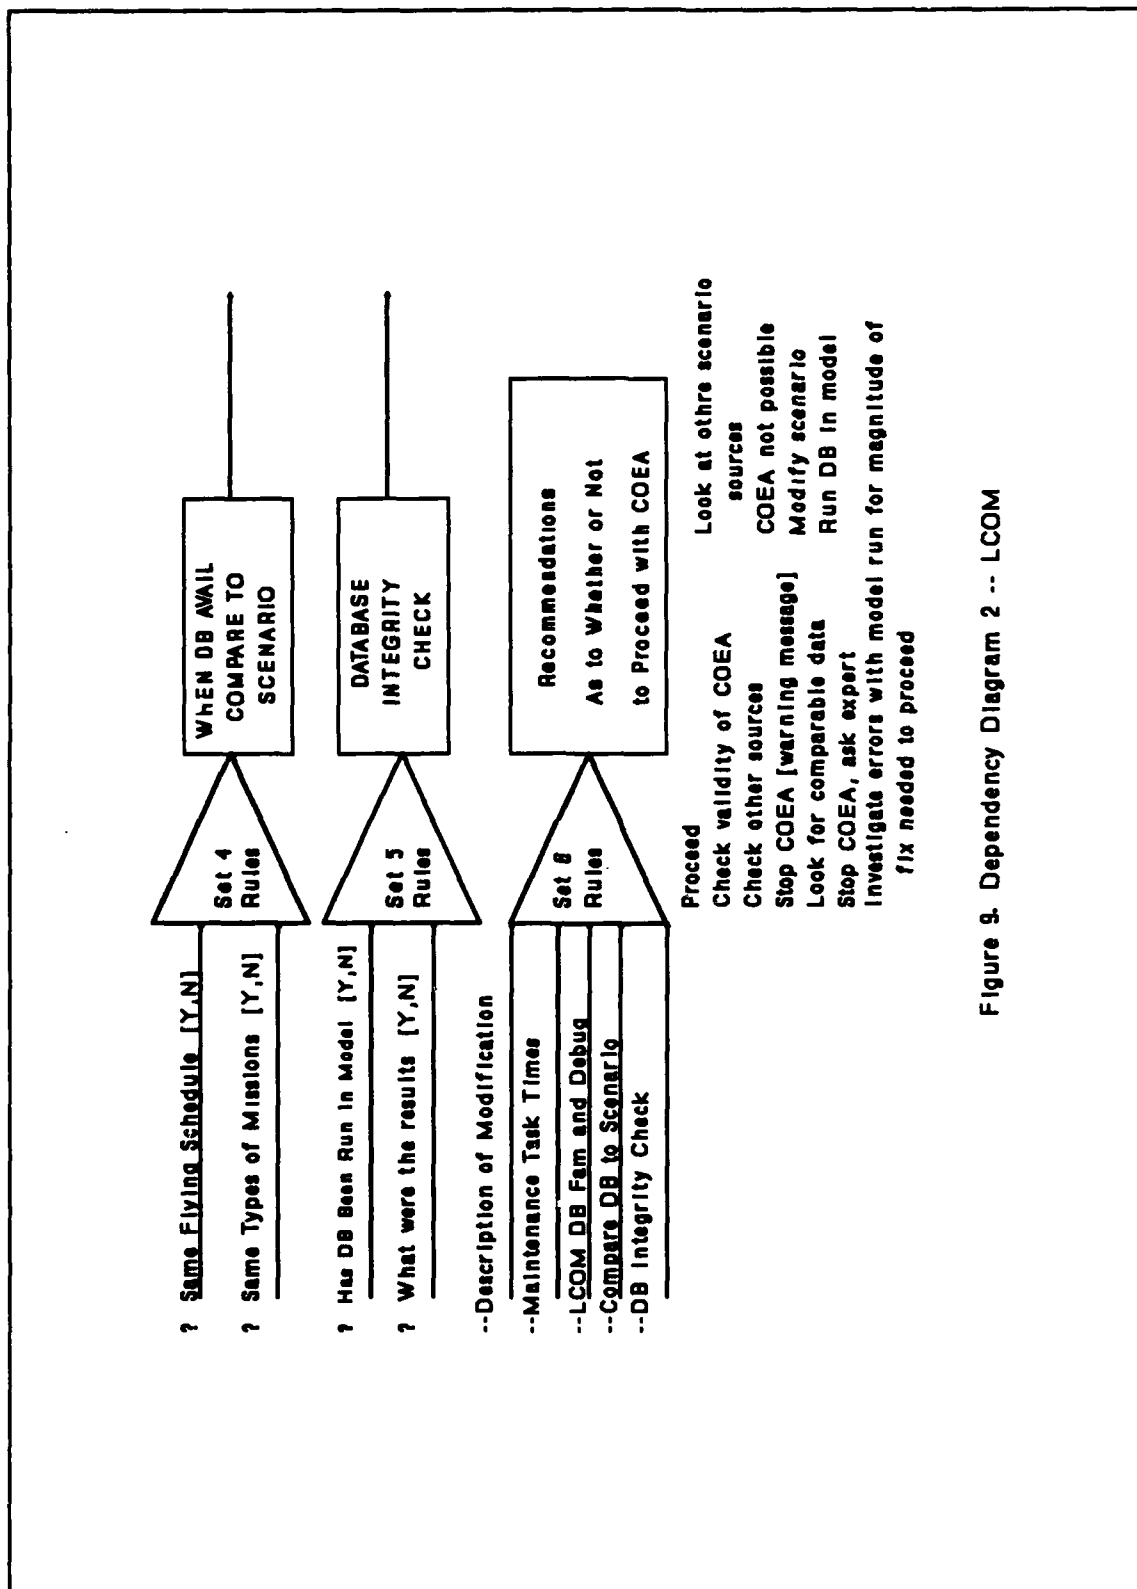 ? Same Flying Schedule [Y,N]
? Same Types of Missions [Y,N]
Set 4
Rules
WhEN DB AVAIL
COMPARE TO
SCENARIO
? Has DB Been Run In Model [Y,N]
? What were the results [Y,N]
Set 5
Rules
DATABASE
INTEGRITY
CHECK
--Description of Modification
--Maintenance Task Times
--LCOM DB Fam and Debug
--Compare DB to Scenario
--DB Integrity Check
Set 6
Rules
Recommendations
As to Whether or Not
to Proceed with COEA
Proceed
Check validity of COEA
Check other sources
Stop COEA [warning message]
Look for comparable data
Stop COEA, ask expert
Investigate errors with model run for magnitude of
fix needed to proceed
Look at othre scenario
sources
COEA not possible
Modify scenario
Run DB in model
Figure 9. Dependency Diagram 2 -- LCOM